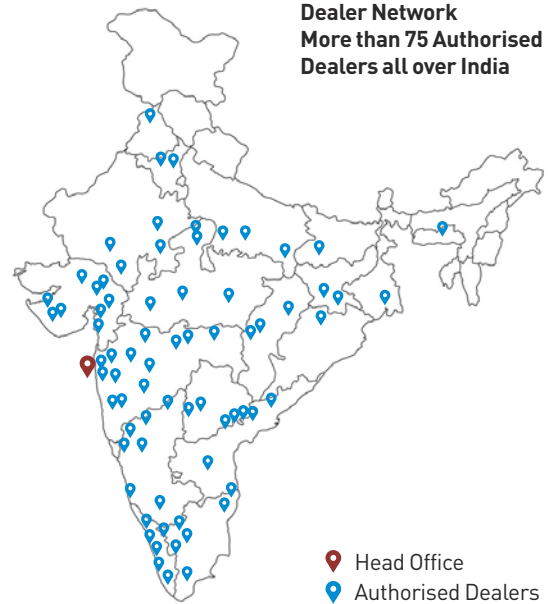 Dealer Network
More than 75 Authorised
Dealers all over India
Head Office
Authorised Dealers